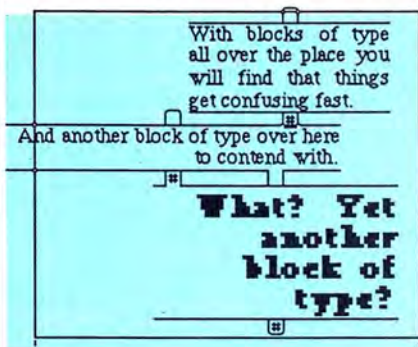 With blocks of type
all over the place you
will find that things
get confusing fast.
#
And another block of type over here
to contend with.
#
What? Yet
another
block of
type?
#